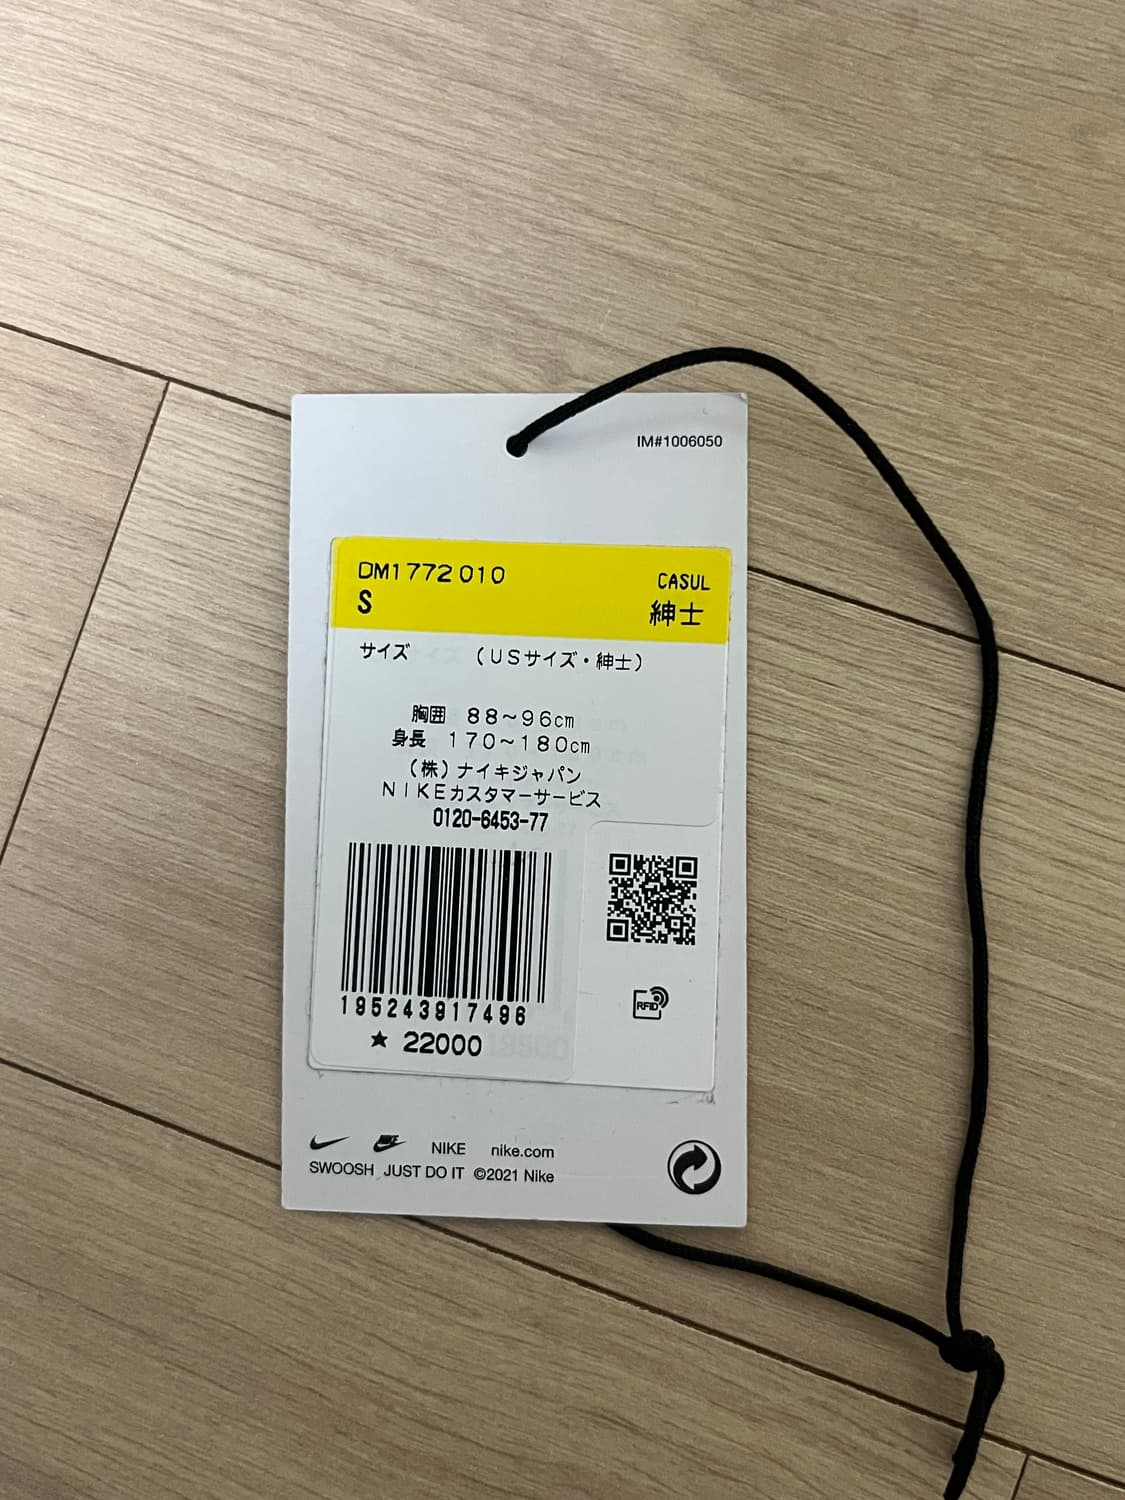 IM#1006050
DM1772 010
CASUL
S
紳士
サイズ （USサイズ・紳士）
胸囲 88～96cm
身長 170～180cm
（株）ナイキジャパン
NIKEカスタマーサービス
0120-6453-77
195243917496
★ 22000
RFID
NIKE NIKE nike.com
SWOOSH JUST DO IT ©2021 Nike